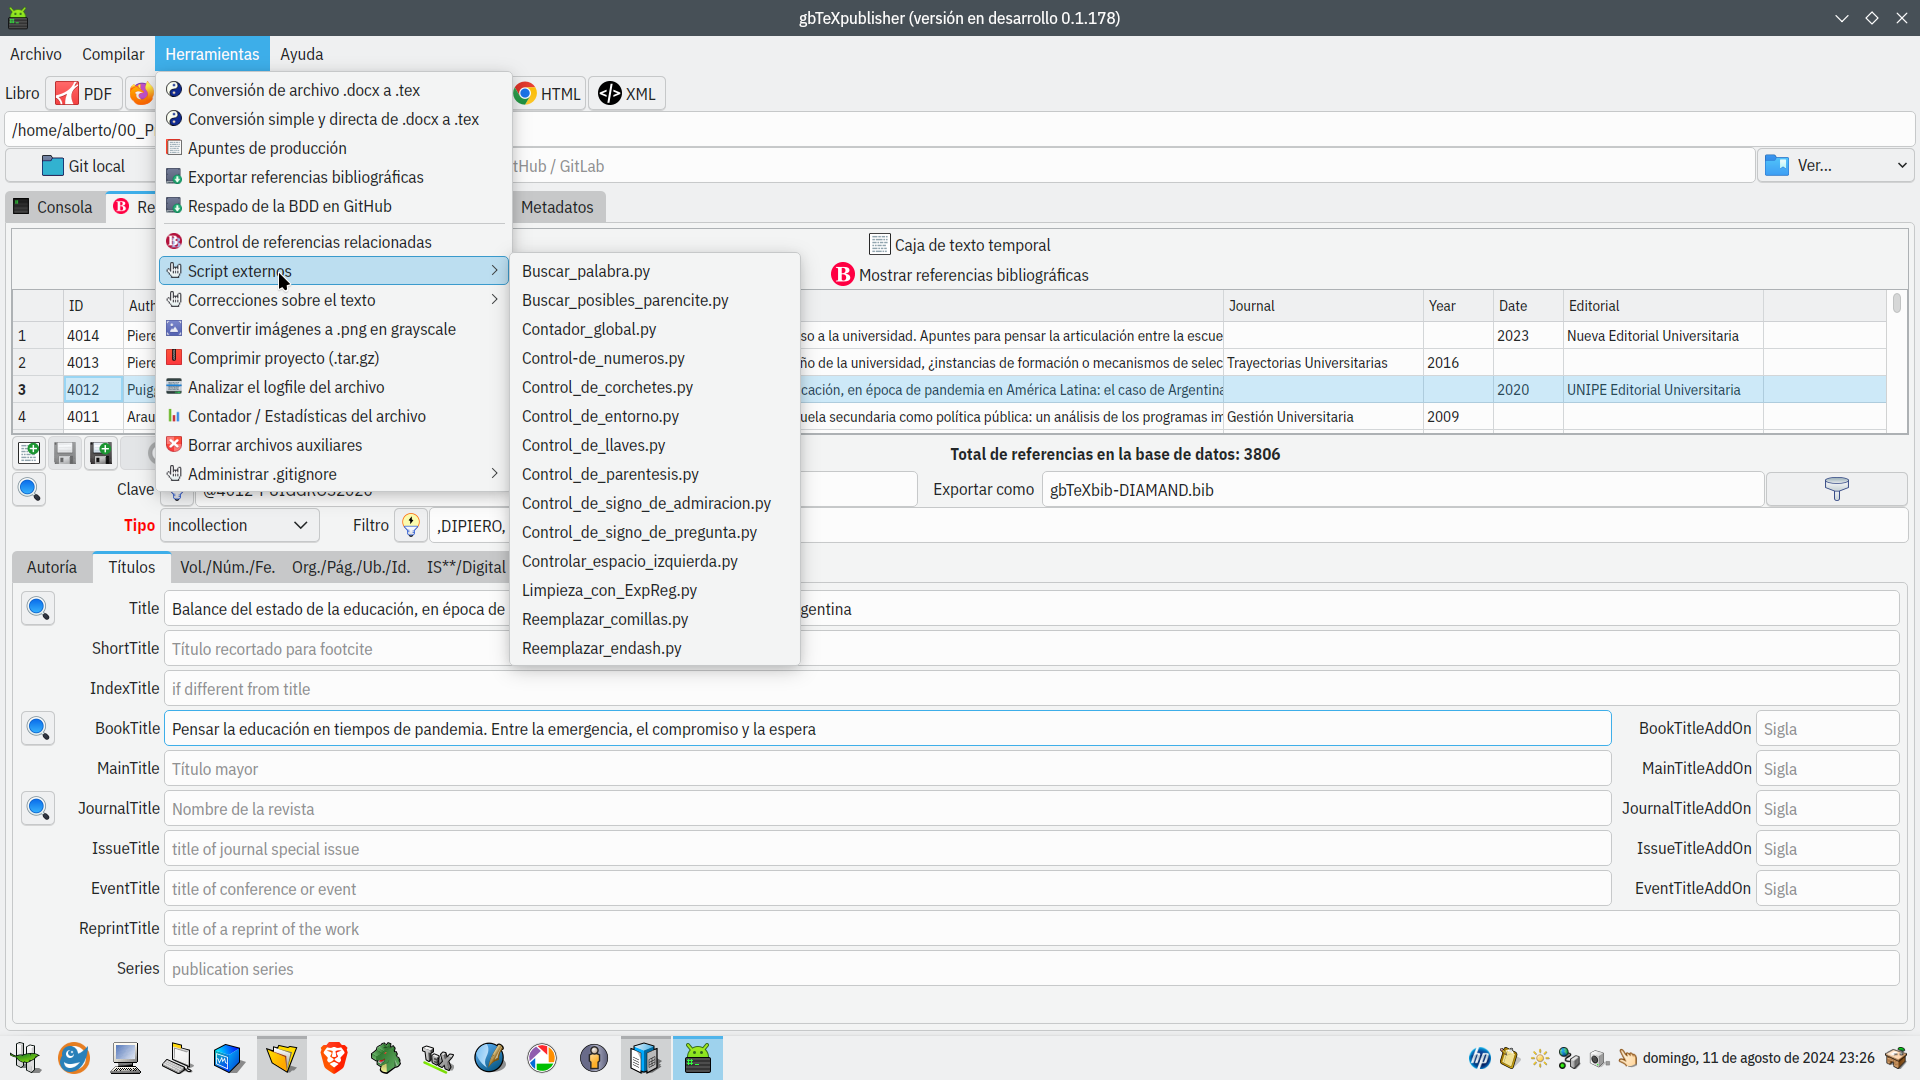 gbTeXpublisher (versión en desarrollo 0.1.178)
Archivo Compilar Herramientas Ayuda
Libro PDF HTML XML
/home/alberto/00_P
Git local tHub / GitLab Ver...
Consola Re Metadatos
Conversión de archivo .docx a .tex
Conversión simple y directa de .docx a .tex
Apuntes de producción
Exportar referencias bibliográficas
Respado de la BDD en GitHub
Control de referencias relacionadas
Script externos
Correcciones sobre el texto
Convertir imágenes a .png en grayscale
Comprimir proyecto (.tar.gz)
Analizar el logfile del archivo
Contador / Estadísticas del archivo
Borrar archivos auxiliares
Administrar .gitignore
Buscar_palabra.py
Buscar_posibles_parencite.py
Contador_global.py
Control-de_numeros.py
Control_de_corchetes.py
Control_de_entorno.py
Control_de_llaves.py
Control_de_parentesis.py
Control_de_signo_de_admiracion.py
Control_de_signo_de_pregunta.py
Controlar_espacio_izquierda.py
Limpieza_con_ExpReg.py
Reemplazar_comillas.py
Reemplazar_endash.py
Caja de texto temporal
B Mostrar referencias bibliográficas
ID Auth Journal Year Date Editorial
1 4014 Piere so a la universidad. Apuntes para pensar la articulación entre la escue 2023 Nueva Editorial Universitaria
2 4013 Piere ño de la universidad, ¿instancias de formación o mecanismos de selec Trayectorias Universitarias 2016
3 4012 Puig cación, en época de pandemia en América Latina: el caso de Argentina 2020 UNIPE Editorial Universitaria
4 4011 Arau uela secundaria como política pública: un análisis de los programas im Gestión Universitaria 2009
Total de referencias en la base de datos: 3806
Clave Exportar como gbTeXbib-DIAMAND.bib
Tipo incollection Filtro ,DIPIERO,
Autoría Títulos Vol./Núm./Fe. Org./Pág./Ub./Id. IS**/Digital
Title Balance del estado de la educación, en época de gentina
ShortTitle Título recortado para footcite
IndexTitle if different from title
BookTitle Pensar la educación en tiempos de pandemia. Entre la emergencia, el compromiso y la espera BookTitleAddOn Sigla
MainTitle Título mayor MainTitleAddOn Sigla
JournalTitle Nombre de la revista JournalTitleAddOn Sigla
IssueTitle title of journal special issue IssueTitleAddOn Sigla
EventTitle title of conference or event EventTitleAddOn Sigla
ReprintTitle title of a reprint of the work
Series publication series
domingo, 11 de agosto de 2024 23:26